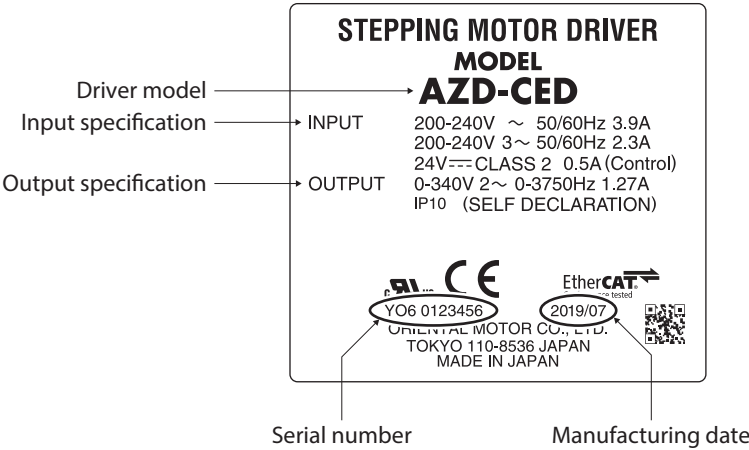 STEPPING MOTOR DRIVER
MODEL
Driver model AZD-CED
Input specification INPUT 200-240V ～ 50/60Hz 3.9A
200-240V 3～ 50/60Hz 2.3A
24V⎓CLASS 2 0.5A (Control)
Output specification OUTPUT 0-340V 2～ 0-3750Hz 1.27A
IP10 (SELF DECLARATION)
CE
EtherCAT®
tested
YO6 0123456 2019/07
ORIENTAL MOTOR CO., LTD.
TOKYO 110-8536 JAPAN
MADE IN JAPAN
Serial number Manufacturing date